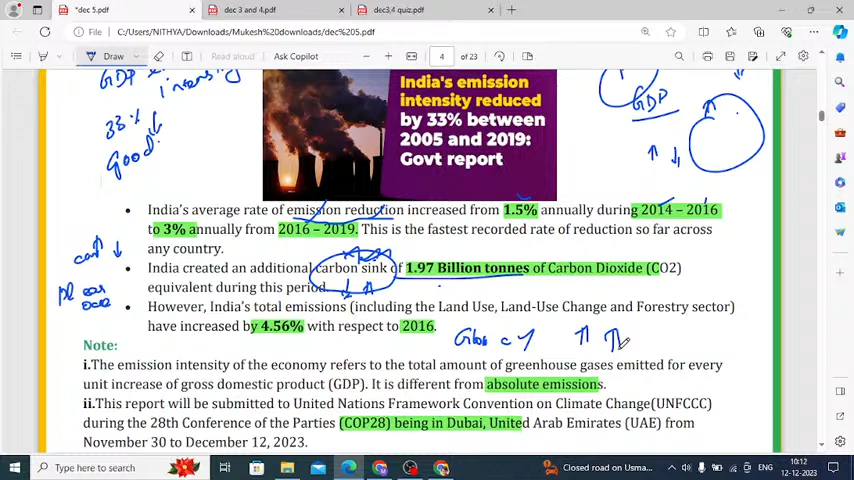 *dec 5.pdf
dec 3 and 4.pdf
dec3,4 quiz.pdf
File
C:/Users/NITHYA/Downloads/Mukesh%20downloads/dec%205.pdf
Draw
Read aloud
Ask Copilot
4
of 23
GDP
intensity
33%
Good
GDP
India's emission
intensity reduced
by 33% between
2005 and 2019:
Govt report
• India's average rate of emission reduction increased from 1.5% annually during 2014 – 2016
to 3% annually from 2016 – 2019. This is the fastest recorded rate of reduction so far across
any country.
• India created an additional carbon sink of 1.97 Billion tonnes of Carbon Dioxide (CO2)
equivalent during this period.
• However, India's total emissions (including the Land Use, Land-Use Change and Forestry sector)
have increased by 4.56% with respect to 2016.
Note:
i.The emission intensity of the economy refers to the total amount of greenhouse gases emitted for every
unit increase of gross domestic product (GDP). It is different from absolute emissions.
ii.This report will be submitted to United Nations Framework Convention on Climate Change(UNFCCC)
during the 28th Conference of the Parties (COP28) being in Dubai, United Arab Emirates (UAE) from
November 30 to December 12, 2023.
Type here to search
Closed road on Usma...
ENG
10:12
12-12-2023